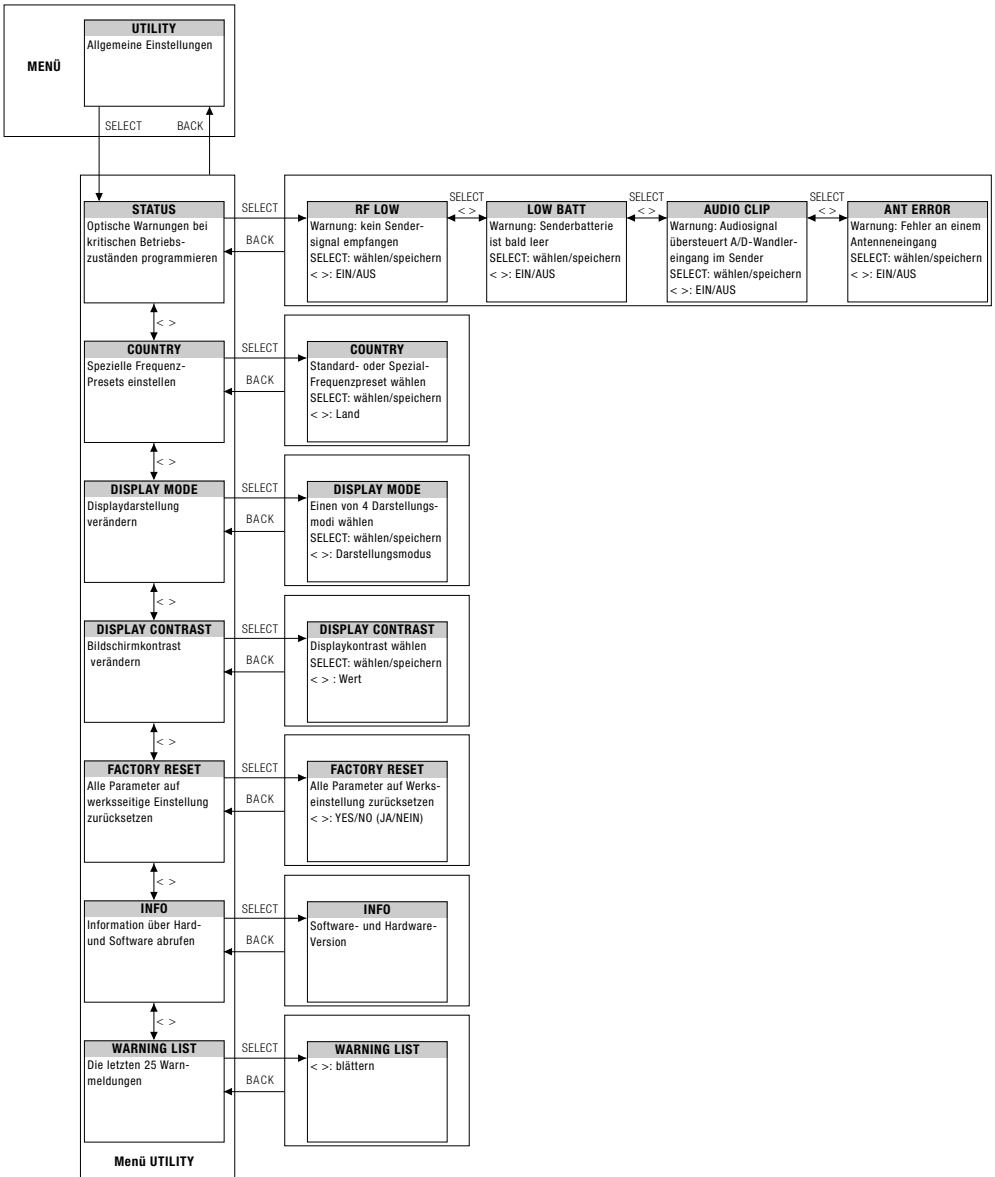 UTILITY
Allgemeine Einstellungen
MENÜ
SELECT
BACK
STATUS
Optische Warnungen bei
kritischen Betriebs-
zuständen programmieren
SELECT
BACK
RF LOW
Warnung: kein Sender-
signal empfangen
SELECT: wählen/speichern
< >: EIN/AUS
SELECT
< >
LOW BATT
Warnung: Senderbatterie
ist bald leer
SELECT: wählen/speichern
< >: EIN/AUS
SELECT
< >
AUDIO CLIP
Warnung: Audiosignal
übersteuert A/D-Wandler-
eingang im Sender
SELECT: wählen/speichern
< >: EIN/AUS
SELECT
< >
ANT ERROR
Warnung: Fehler an einem
Antenneneingang
SELECT: wählen/speichern
< >: EIN/AUS
< >
COUNTRY
Spezielle Frequenz-
Presets einstellen
SELECT
BACK
COUNTRY
Standard- oder Spezial-
Frequenzpreset wählen
SELECT: wählen/speichern
< >: Land
< >
DISPLAY MODE
Displaydarstellung
verändern
SELECT
BACK
DISPLAY MODE
Einen von 4 Darstellungs-
modi wählen
SELECT: wählen/speichern
< >: Darstellungsmodus
< >
DISPLAY CONTRAST
Bildschirmkontrast
verändern
SELECT
BACK
DISPLAY CONTRAST
Displaykontrast wählen
SELECT: wählen/speichern
< > : Wert
< >
FACTORY RESET
Alle Parameter auf
werksseitige Einstellung
zurücksetzen
SELECT
BACK
FACTORY RESET
Alle Parameter auf Werks-
einstellung zurücksetzen
< >: YES/NO (JA/NEIN)
< >
INFO
Information über Hard-
und Software abrufen
SELECT
BACK
INFO
Software- und Hardware-
Version
< >
WARNING LIST
Die letzten 25 Warn-
meldungen
SELECT
BACK
WARNING LIST
< >: blättern
Menü UTILITY